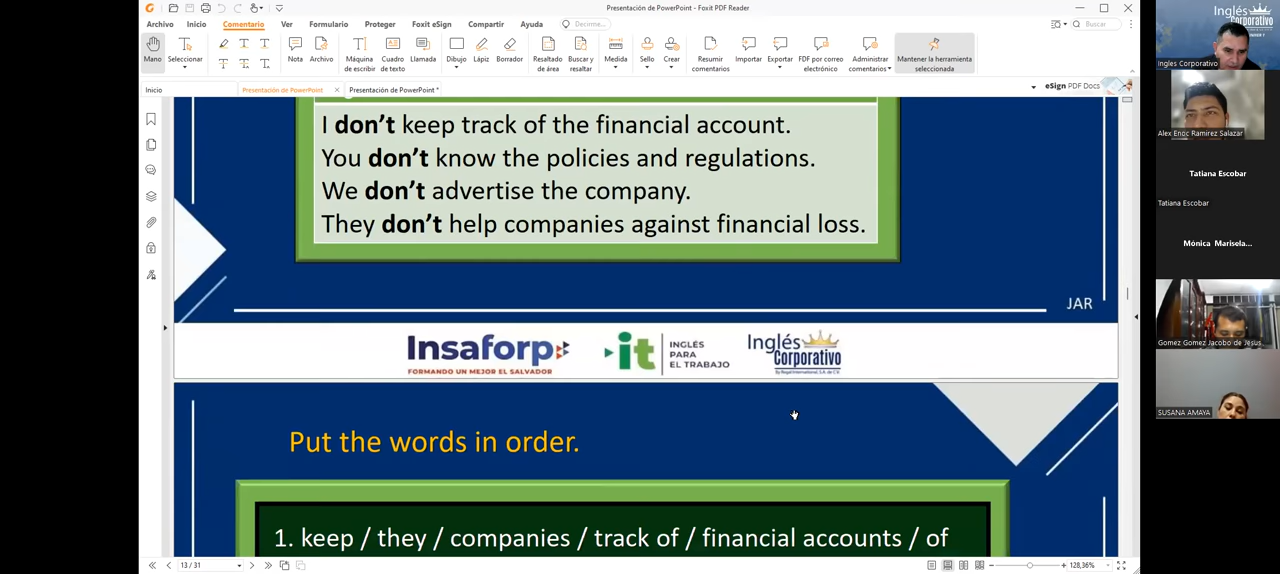 Presentación de PowerPoint - Foxit PDF Reader
Archivo Inicio Comentario Ver Formulario Proteger Foxit eSign Compartir Ayuda Decirme... Buscar
Mano Seleccionar Nota Archivo Máquina de escribir Cuadro de texto Llamada Dibujo Lápiz Borrador Resaltado de área Buscar y resaltar Medida Sello Crear Resumir comentarios Importar Exportar PDF por correo electrónico Administrar comentarios Mantener la herramienta seleccionada
Inicio Presentación de PowerPoint Presentación de PowerPoint * eSign PDF Docs
I don't keep track of the financial account.
You don't know the policies and regulations.
We don't advertise the company.
They don't help companies against financial loss.
JAR
Insaforp
FORMANDO UN MEJOR EL SALVADOR
it INGLÉS PARA EL TRABAJO
Inglés Corporativo
Put the words in order.
1. keep / they / companies / track of / financial accounts / of
13 / 31
128,36%
Inglés Corporativo
Ingles Corporativo
Alex Enoc Ramirez Salazar
Tatiana Escobar
Tatiana Escobar
Mónica Marisela...
Gomez Gomez Jacobo de Jesus
SUSANA AMAYA